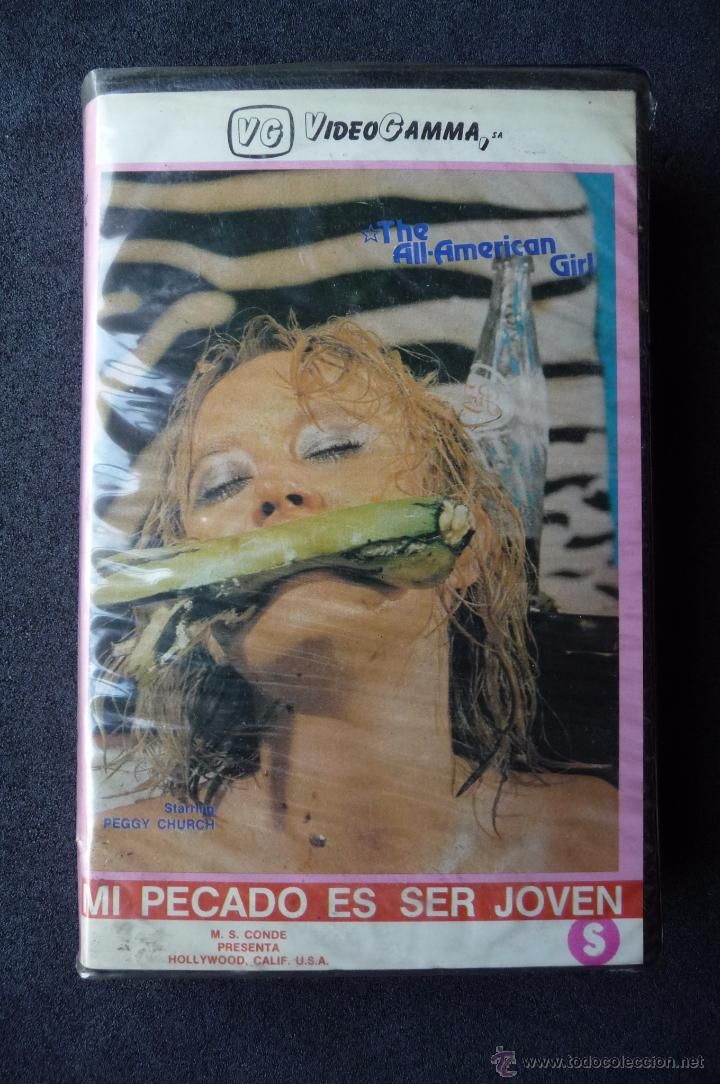 VG VIDEOGAMMA, SA
☆The
All-American
Girl
Starring
PEGGY CHURCH
MI PECADO ES SER JOVEN
M. S. CONDE
PRESENTA
HOLLYWOOD, CALIF. U.S.A.
S
www.todocoleccion.net